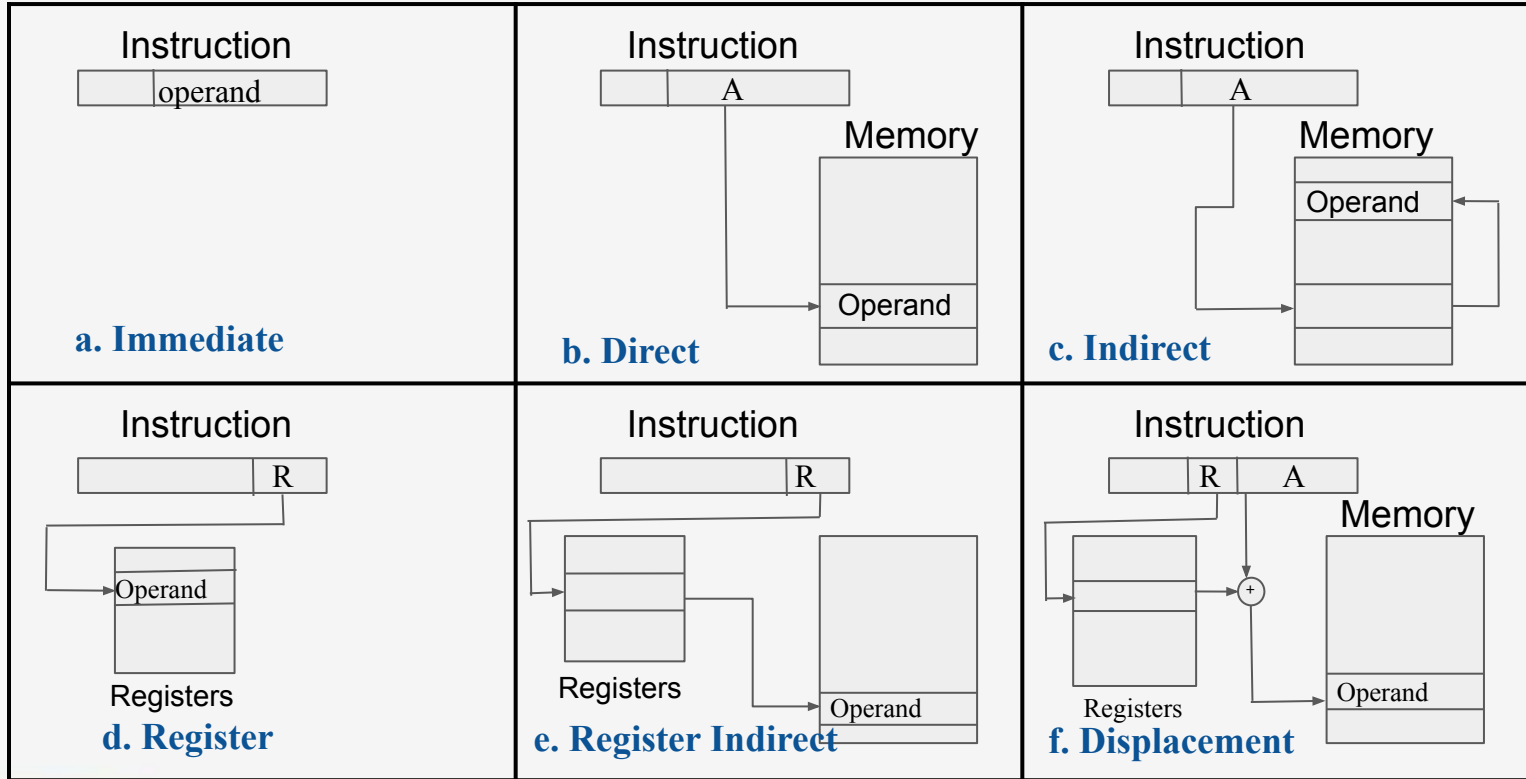 Instruction
operand
a. Immediate
Instruction
A
Memory
Operand
b. Direct
Instruction
A
Memory
Operand
c. Indirect
Instruction
R
Operand
Registers
d. Register
Instruction
R
Registers
Operand
e. Register Indirect
Instruction
R A
Memory
+
Operand
Registers
f. Displacement